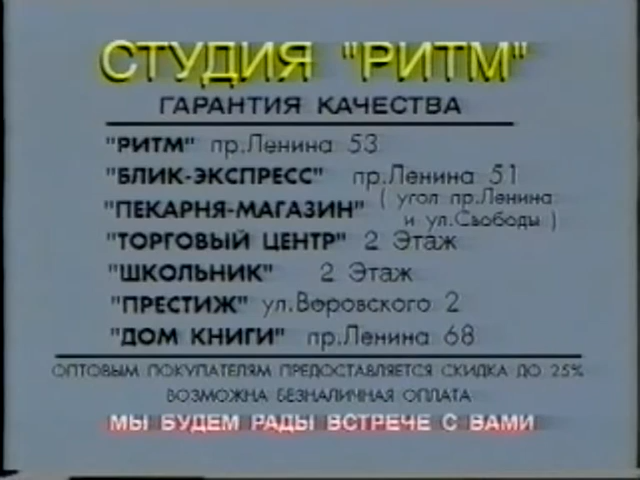 СТУДИЯ "РИТМ"
ГАРАНТИЯ КАЧЕСТВА
"РИТМ" пр.Ленина 53
"БЛИК-ЭКСПРЕСС" пр.Ленина 51
"ПЕКАРНЯ-МАГАЗИН" ( угол пр.Ленина
и ул.Свободы )
"ТОРГОВЫЙ ЦЕНТР" 2 Этаж
"ШКОЛЬНИК" 2 Этаж
"ПРЕСТИЖ" ул.Воровского 2
"ДОМ КНИГИ" пр.Ленина 68
ОПТОВЫМ ПОКУПАТЕЛЯМ ПРЕДОСТАВЛЯЕТСЯ СКИДКА ДО 25%
ВОЗМОЖНА БЕЗНАЛИЧНАЯ ОПЛАТА
МЫ БУДЕМ РАДЫ ВСТРЕЧЕ С ВАМИ